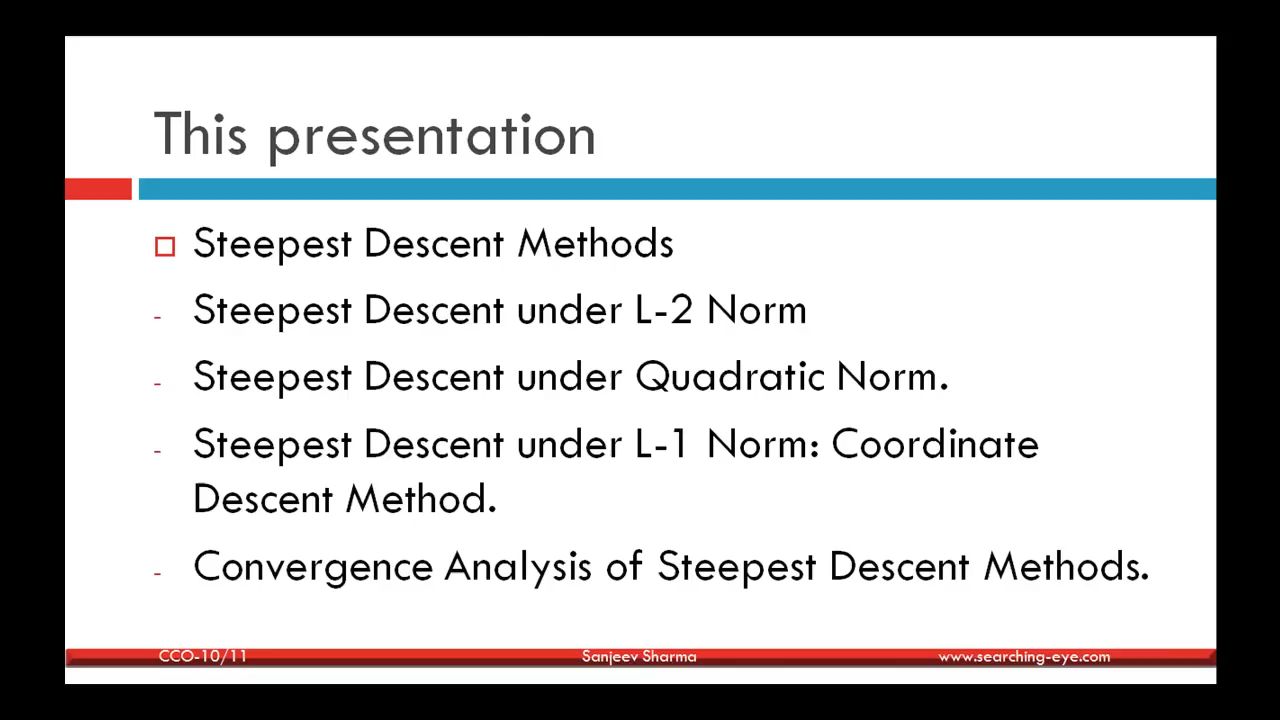 This presentation
Steepest Descent Methods
- Steepest Descent under L-2 Norm
- Steepest Descent under Quadratic Norm.
- Steepest Descent under L-1 Norm: Coordinate
Descent Method.
- Convergence Analysis of Steepest Descent Methods.
CCO-10/11
Sanjeev Sharma
www.searching-eye.com